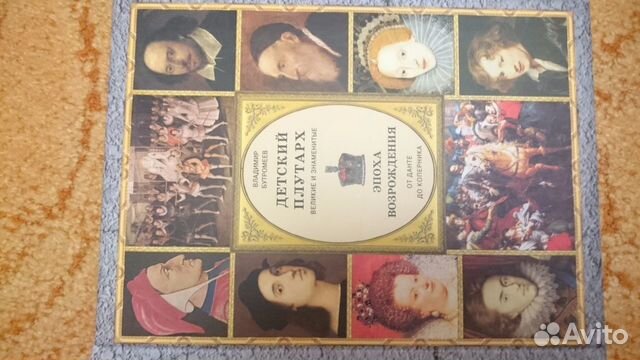 ВЛАДИМИР
БУТРОМЕЕВ
ДЕТСКИЙ
ПЛУТАРХ
ВЕЛИКИЕ И ЗНАМЕНИТЫЕ
ЭПОХА
ВОЗРОЖДЕНИЯ
ОТ ДАНТЕ
ДО КОПЕРНИКА
Avito